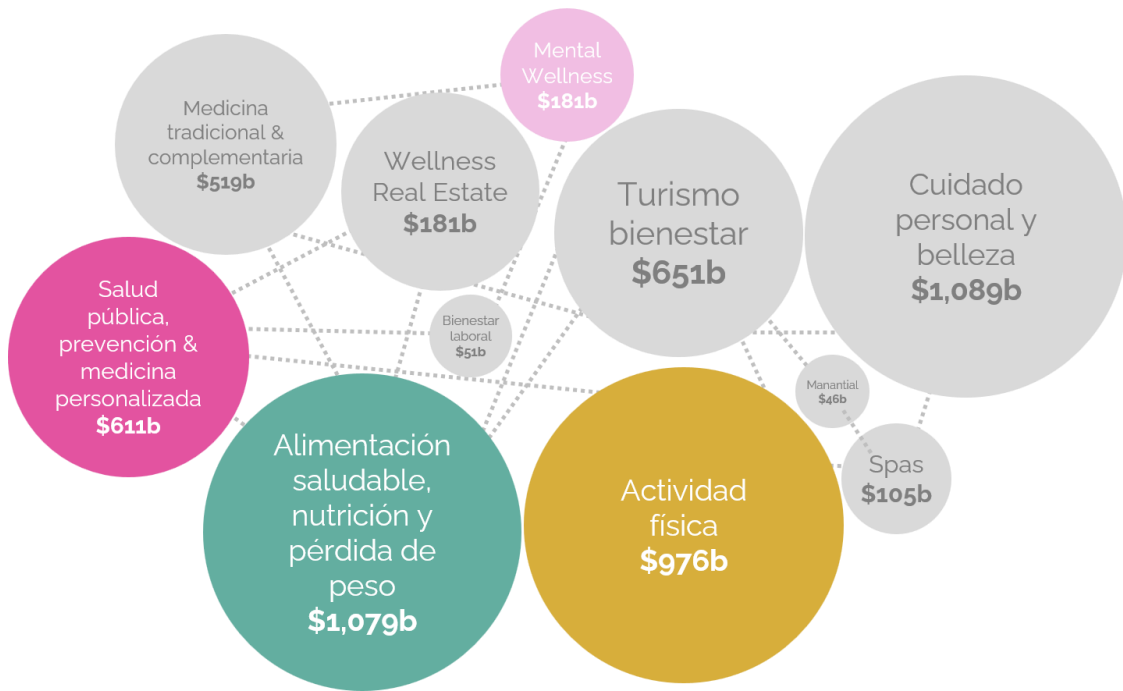 Mental
Wellness
$181b
Medicina
tradicional &
complementaria
$519b
Wellness
Real Estate
$181b
Turismo
bienestar
$651b
Cuidado
personal y
belleza
$1,089b
Salud
pública,
prevención &
medicina
personalizada
$611b
Bienestar
laboral
$51b
Manantial
$46b
Alimentación
saludable,
nutrición y
pérdida de
peso
$1,079b
Actividad
física
$976b
Spas
$105b